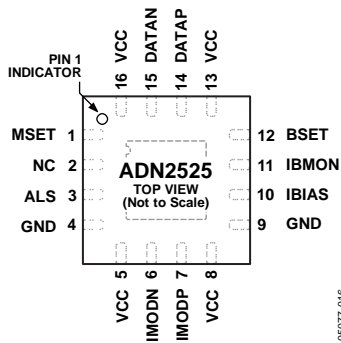 PIN 1
INDICATOR
16 VCC
15 DATAN
14 DATAP
13 VCC
MSET 1
NC 2
ALS 3
GND 4
ADN2525
TOP VIEW
(Not to Scale)
12 BSET
11 IBMON
10 IBIAS
9 GND
VCC 5
IMODN 6
IMODP 7
VCC 8
05077-016